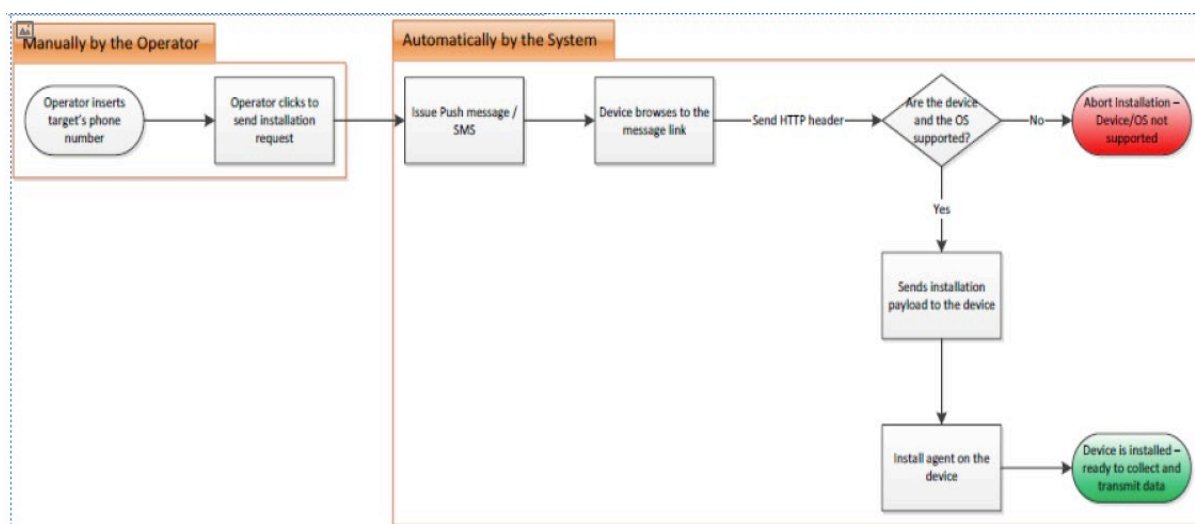 Manually by the Operator
Automatically by the System
Operator inserts
target's phone
number
Operator clicks to
send installation
request
Issue Push message /
SMS
Device browses to the
message link
Send HTTP header
Are the device
and the OS
supported?
No
Abort Installation –
Device/OS not
supported
Yes
Sends installation
payload to the device
Install agent on the
device
Device is installed –
ready to collect and
transmit data